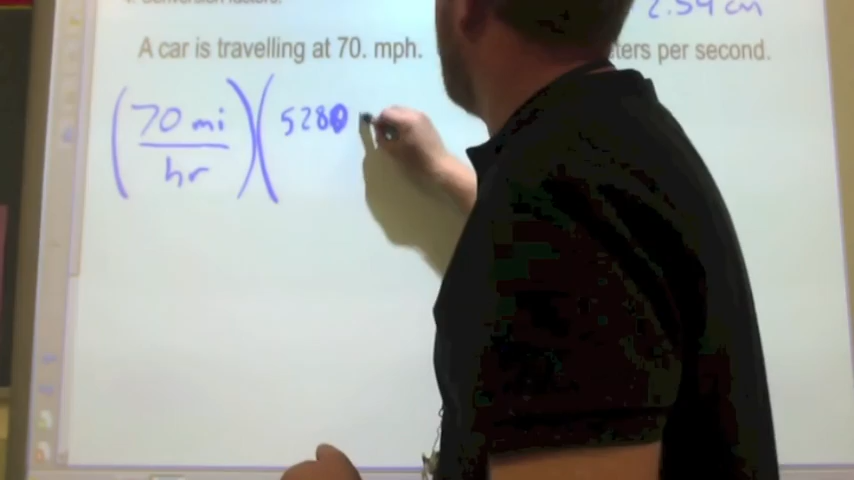 2.54 cm
A car is travelling at 70. mph. ters per second.
(70 mi / hr) (5280